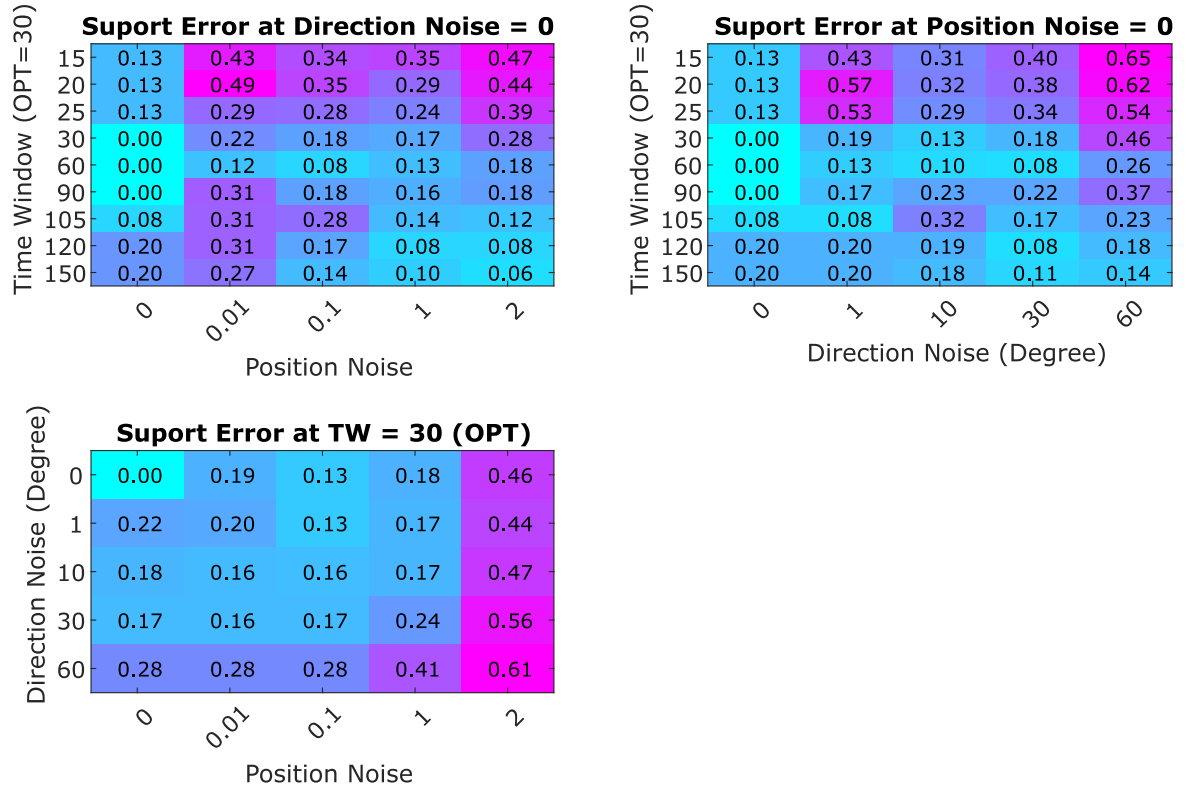 Suport Error at Direction Noise = 0
Time Window (OPT=30)
15 0.13 0.43 0.34 0.35 0.47
20 0.13 0.49 0.35 0.29 0.44
25 0.13 0.29 0.28 0.24 0.39
30 0.00 0.22 0.18 0.17 0.28
60 0.00 0.12 0.08 0.13 0.18
90 0.00 0.31 0.18 0.16 0.18
105 0.08 0.31 0.28 0.14 0.12
120 0.20 0.31 0.17 0.08 0.08
150 0.20 0.27 0.14 0.10 0.06
0 0.01 0.1 1 2
Position Noise
Suport Error at Position Noise = 0
Time Window (OPT=30)
15 0.13 0.43 0.31 0.40 0.65
20 0.13 0.57 0.32 0.38 0.62
25 0.13 0.53 0.29 0.34 0.54
30 0.00 0.19 0.13 0.18 0.46
60 0.00 0.13 0.10 0.08 0.26
90 0.00 0.17 0.23 0.22 0.37
105 0.08 0.08 0.32 0.17 0.23
120 0.20 0.20 0.19 0.08 0.18
150 0.20 0.20 0.18 0.11 0.14
0 1 10 30 60
Direction Noise (Degree)
Suport Error at TW = 30 (OPT)
Direction Noise (Degree)
0 0.00 0.19 0.13 0.18 0.46
1 0.22 0.20 0.13 0.17 0.44
10 0.18 0.16 0.16 0.17 0.47
30 0.17 0.16 0.17 0.24 0.56
60 0.28 0.28 0.28 0.41 0.61
0 0.01 0.1 1 2
Position Noise